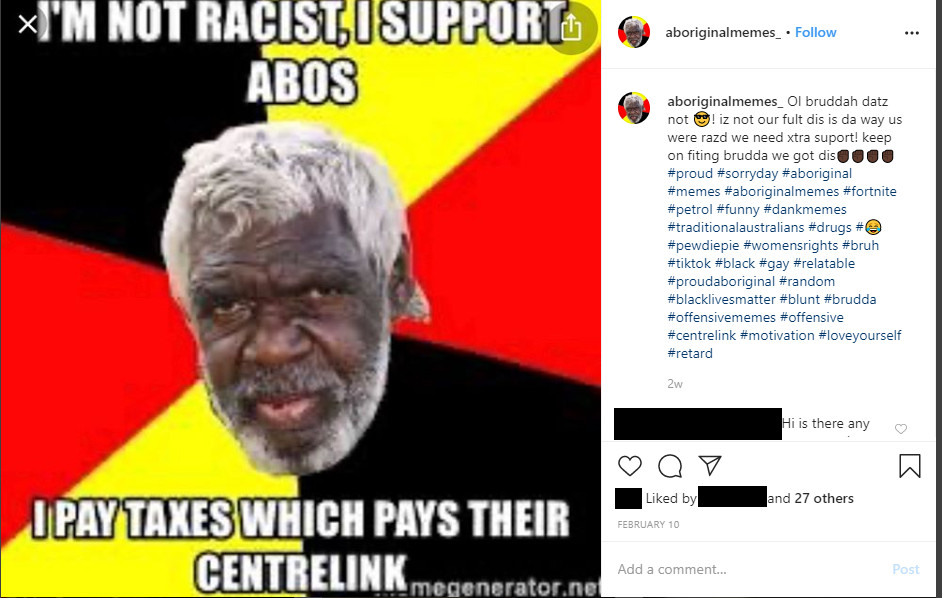 I'M NOT RACIST, I SUPPORT
ABOS
I PAY TAXES WHICH PAYS THEIR
CENTRELINK
megenerator.net
aboriginalmemes_ • Follow
aboriginalmemes_ OI bruddah datz
not 😎! iz not our fult dis is da way us
were razd we need xtra suport! keep
on fiting brudda we got dis✊🏿✊🏿✊🏿✊🏿
#proud #sorryday #aboriginal
#memes #aboriginalmemes #fortnite
#petrol #funny #dankmemes
#traditionalaustralians #drugs #😂
#pewdiepie #womensrights #bruh
#tiktok #black #gay #relatable
#proudaboriginal #random
#blacklivesmatter #blunt #brudda
#offensivememes #offensive
#centrelink #motivation #loveyourself
#retard
2w
Hi is there any
Liked by and 27 others
FEBRUARY 10
Add a comment...
Post